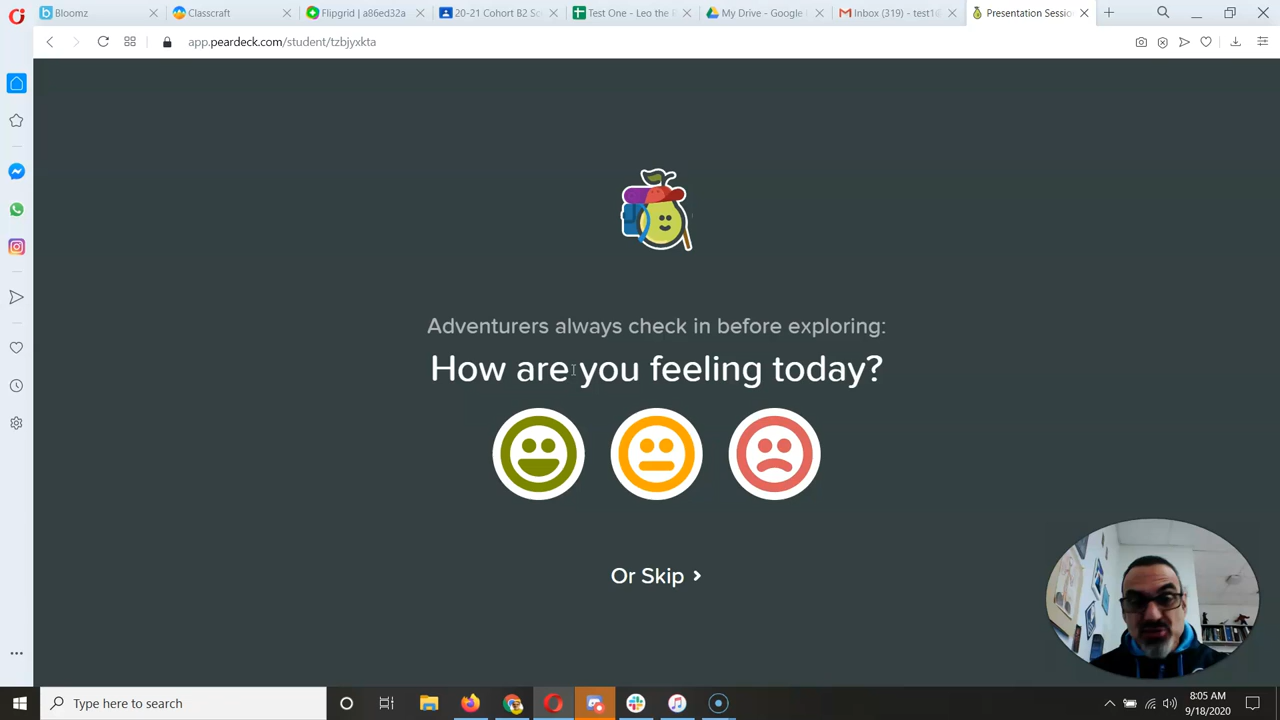 Bloomz
Classcraft
Flipgrid | a86ed32a
20-21 Cohort B2 Sc
Test One - Leo the
My Drive - Google
Inbox (319) - test1
Presentation Sessio
app.peardeck.com/student/tzbjyxkta
Adventurers always check in before exploring:
How are you feeling today?
Or Skip >
Type here to search
8:05 AM
9/18/2020